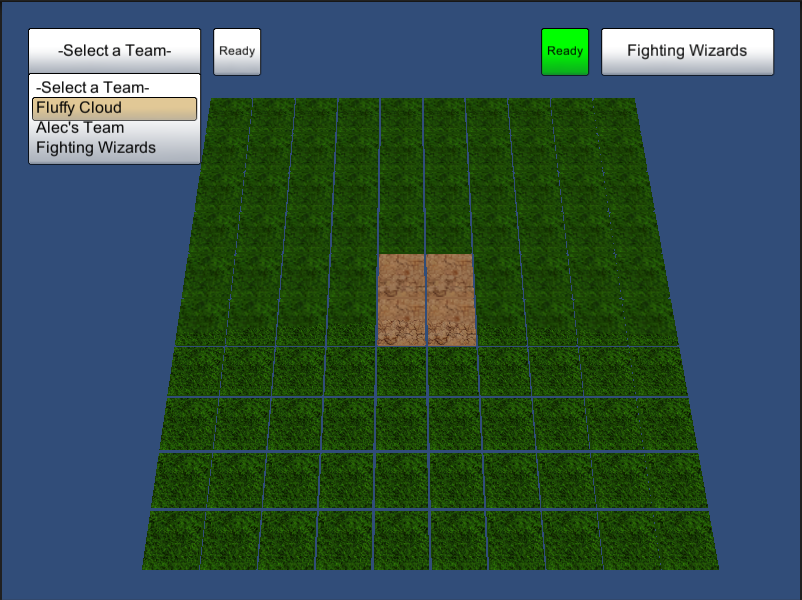 -Select a Team-
Ready
Ready
Fighting Wizards
-Select a Team-
Fluffy Cloud
Alec's Team
Fighting Wizards